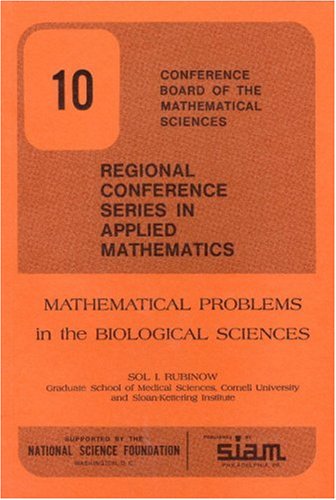 10
CONFERENCE
BOARD OF THE
MATHEMATICAL
SCIENCES
REGIONAL
CONFERENCE
SERIES IN
APPLIED
MATHEMATICS
MATHEMATICAL PROBLEMS
in the BIOLOGICAL SCIENCES
SOL I. RUBINOW
Graduate School of Medical Sciences, Cornell University
and Sloan-Kettering Institute
SUPPORTED BY THE
NATIONAL SCIENCE FOUNDATION
WASHINGTON, D.C.
PUBLISHED BY
siam
PHILADELPHIA, PA.